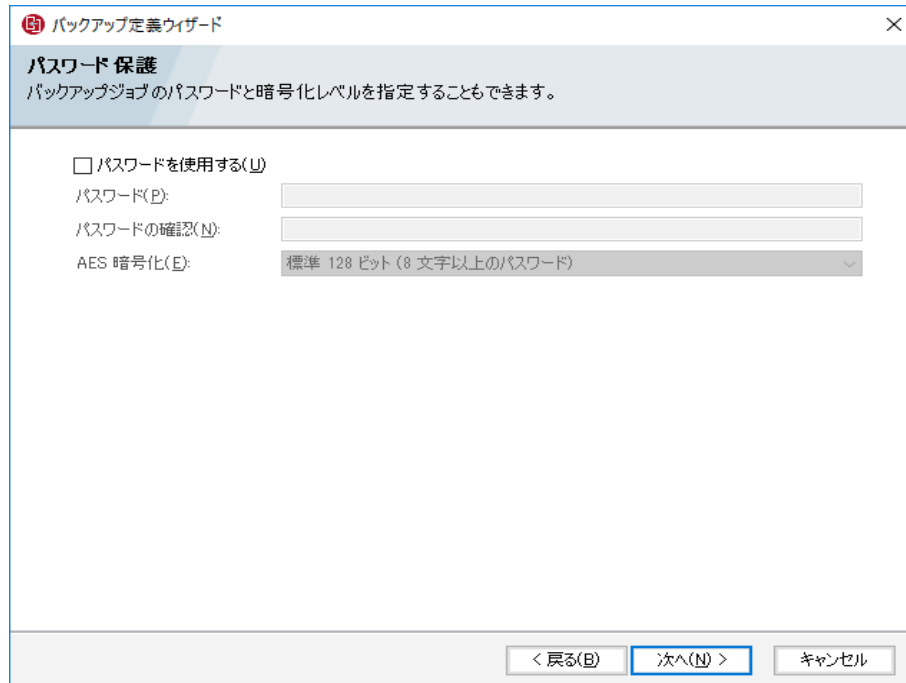 バックアップ定義ウィザード
パスワード 保護
バックアップジョブのパスワードと暗号化レベルを指定することもできます。
パスワードを使用する(U)
パスワード(P):
パスワードの確認(N):
AES 暗号化(E):
標準 128 ビット (8 文字以上のパスワード)
< 戻る(B)
次へ(N) >
キャンセル